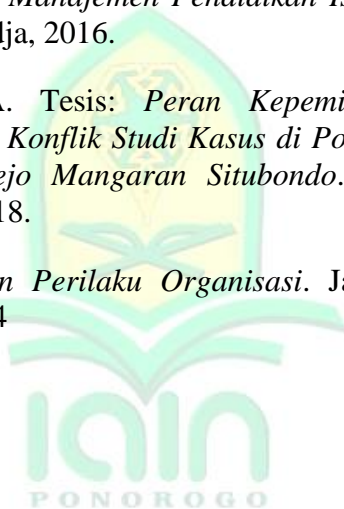 Manajemen Pendidikan Is
dja, 2016.
A. Tesis: Peran Kepemi
Konflik Studi Kasus di Po
ejo Mangaran Situbondo.
18.
n Perilaku Organisasi. Ja
4
iain
PONOROGO